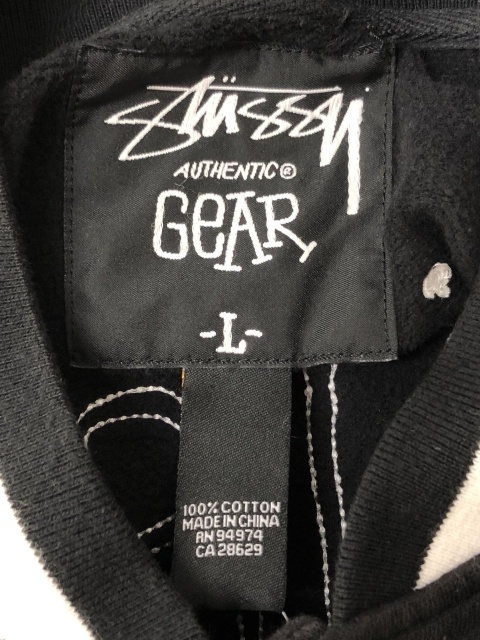 Stüssy
AUTHENTIC®
GEAR
-L-
100% COTTON
MADE IN CHINA
RN 94974
CA 28629